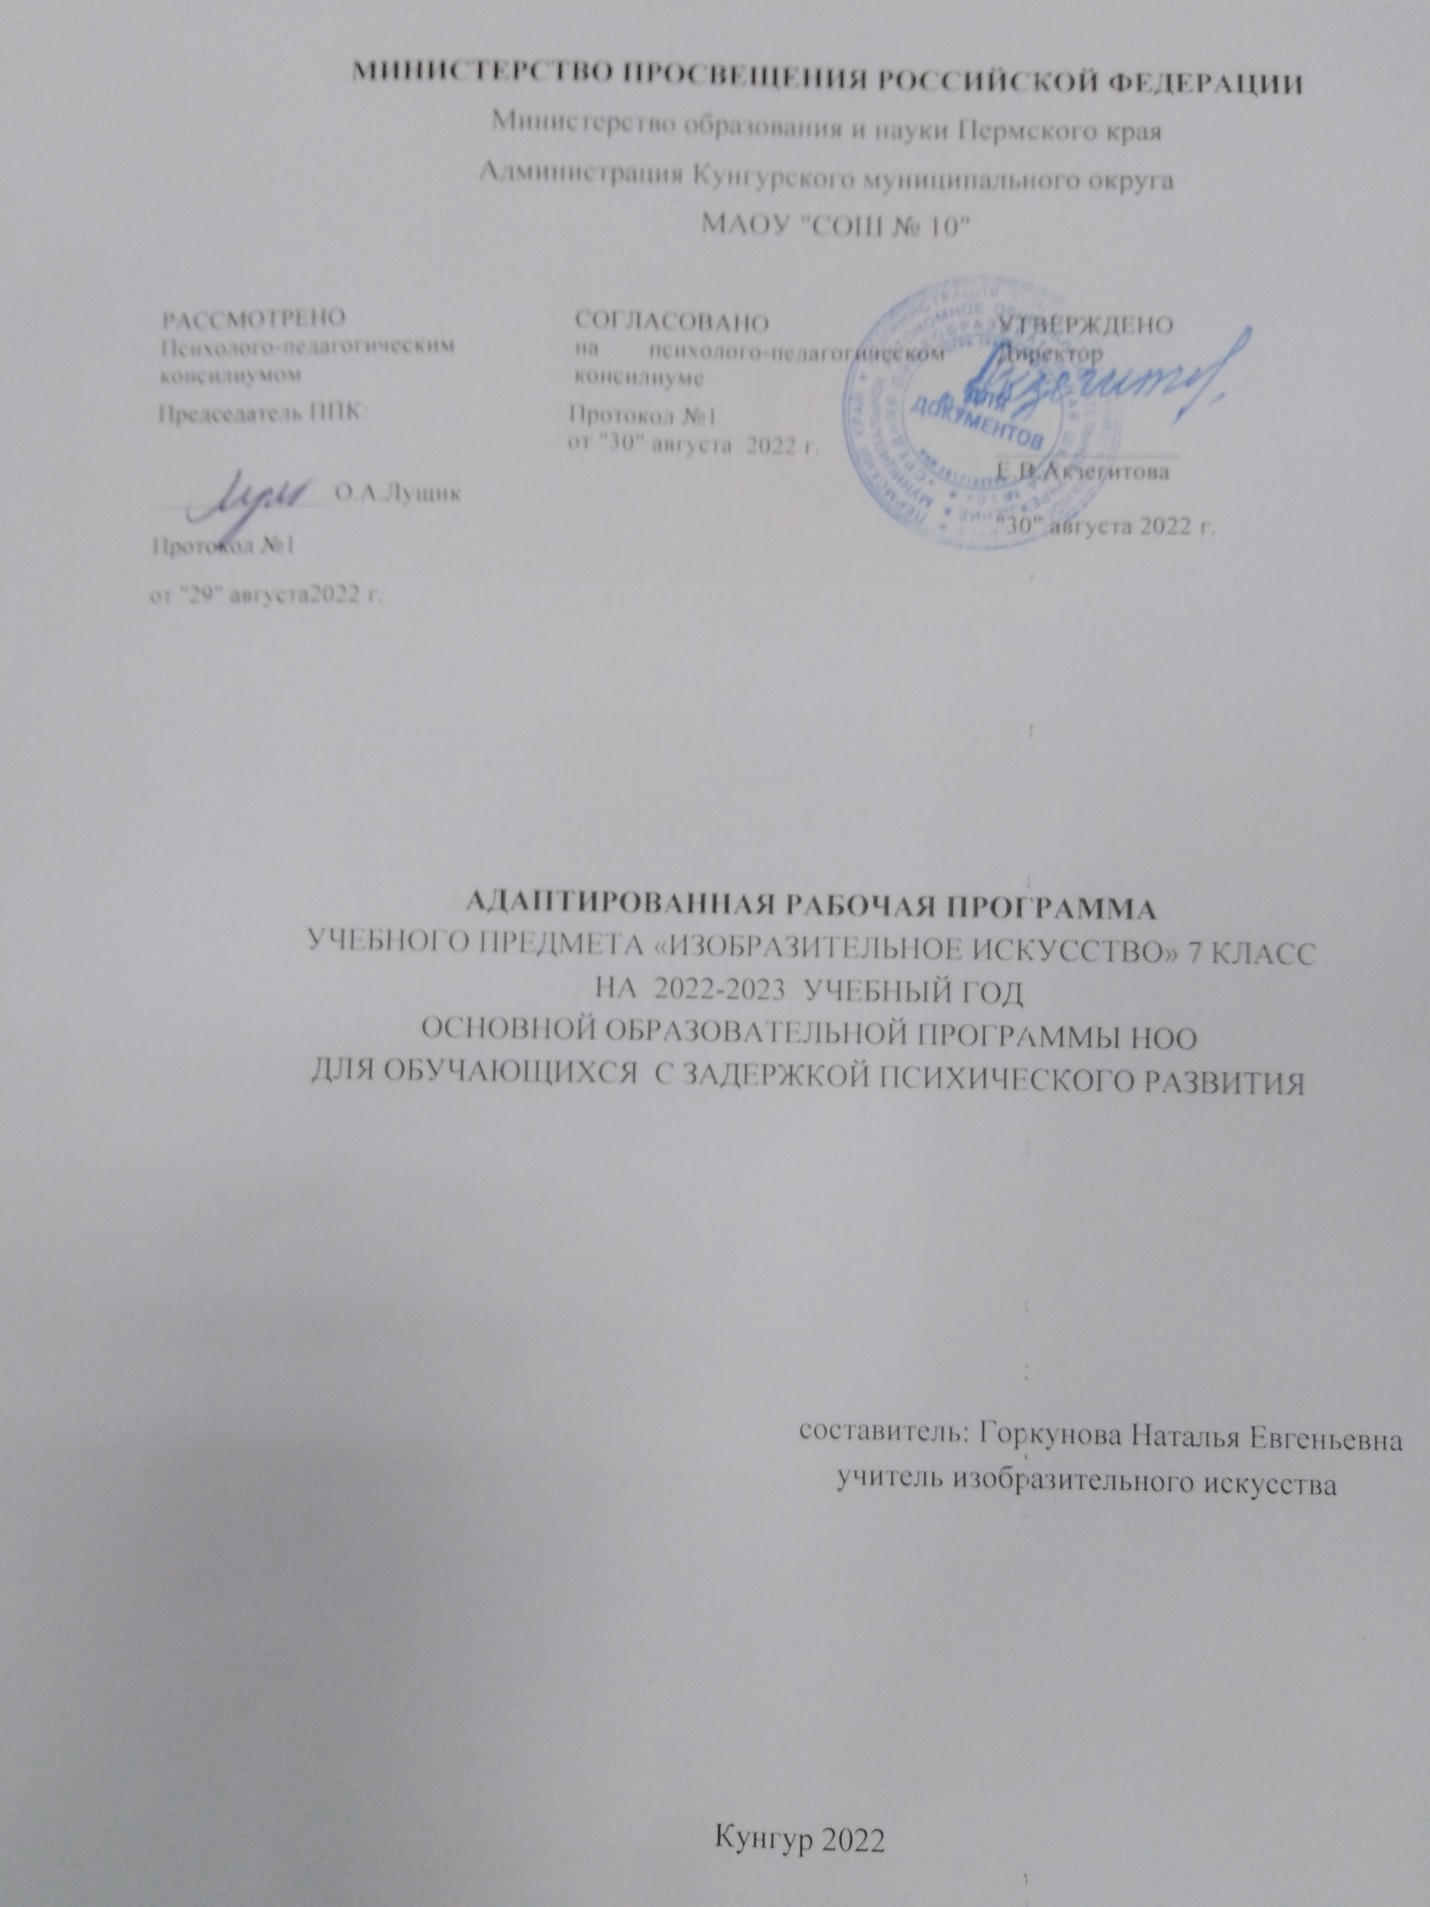 МИНИСТЕРСТВО ПРОСВЕЩЕНИЯ РОССИЙСКОЙ ФЕДЕРАЦИИ
Министерство образования и науки Пермского края
Администрация Кунгурского муниципального округа
МАОУ "СОШ № 10"
РАССМОТРЕНО
Психолого-педагогическим
консилиумом
Председатель ППК:
О.А.Лущик
Протокол №1
от "29" августа2022 г.
СОГЛАСОВАНО
на психолого-педагогическом
консилиуме
Протокол №1
от "30" августа 2022 г.
УТВЕРЖДЕНО
Директор
Е.В.Акзегитова
"30" августа 2022 г.
ДЛЯ
ДОКУМЕНТОВ
АДАПТИРОВАННАЯ РАБОЧАЯ ПРОГРАММА
УЧЕБНОГО ПРЕДМЕТА «ИЗОБРАЗИТЕЛЬНОЕ ИСКУССТВО» 7 КЛАСС
НА 2022-2023 УЧЕБНЫЙ ГОД
ОСНОВНОЙ ОБРАЗОВАТЕЛЬНОЙ ПРОГРАММЫ НОО
ДЛЯ ОБУЧАЮЩИХСЯ С ЗАДЕРЖКОЙ ПСИХИЧЕСКОГО РАЗВИТИЯ
составитель: Горкунова Наталья Евгеньевна
учитель изобразительного искусства
Кунгур 2022